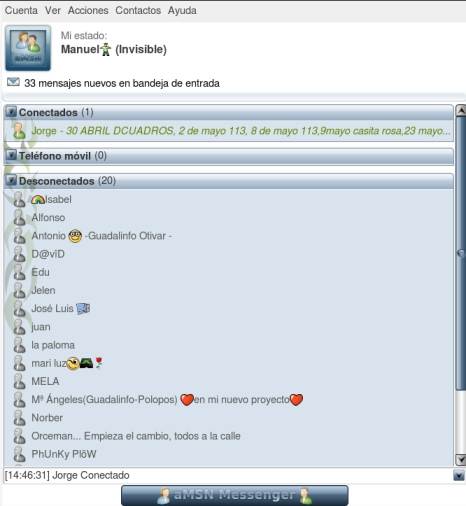 Cuenta Ver Acciones Contactos Ayuda
Mi estado:
Manuel (Invisible)
33 mensajes nuevos en bandeja de entrada
Conectados (1)
Jorge - 30 ABRIL DCUADROS, 2 de mayo 113, 8 de mayo 113,9mayo casita rosa,23 mayo...
Teléfono móvil (0)
Desconectados (20)
Isabel
Alfonso
Antonio -Guadalinfo Otivar -
D@vID
Edu
Jelen
José Luis
juan
la paloma
mari luz
MELA
Mª Ángeles(Guadalinfo-Polopos) en mi nuevo proyecto
Norber
Orceman... Empieza el cambio, todos a la calle
PhUnKy PlöW
[14:46:31] Jorge Conectado
aMSN Messenger